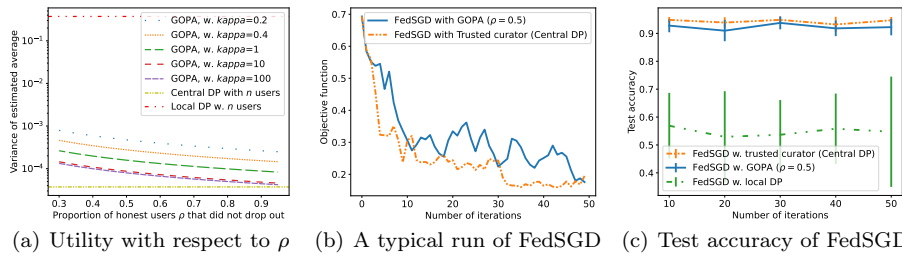 Variance of estimated average
10⁻¹
10⁻²
10⁻³
10⁻⁴
GOPA, w. kappa=0.2
GOPA, w. kappa=0.4
GOPA, w. kappa=1
GOPA, w. kappa=10
GOPA, w. kappa=100
Central DP with n users
Local DP w. n users
0.3 0.4 0.5 0.6 0.7 0.8 0.9
Proportion of honest users ρ that did not drop out
(a) Utility with respect to ρ
Objective function
0.7
0.6
0.5
0.4
0.3
0.2
FedSGD with GOPA (ρ = 0.5)
FedSGD with Trusted curator (Central DP)
0 10 20 30 40 50
Number of iterations
(b) A typical run of FedSGD
Test accuracy
0.9
0.8
0.7
0.6
0.5
0.4
FedSGD w. trusted curator (Central DP)
FedSGD w. GOPA (ρ = 0.5)
FedSGD w. local DP
10 20 30 40 50
Number of iterations
(c) Test accuracy of FedSGD